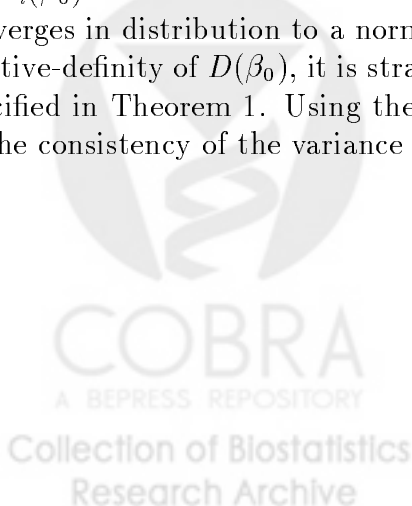 verges in distribution to a norm
tive-definity of D(β₀), it is stra
cified in Theorem 1. Using the
he consistency of the variance
COBRA
A BEPRESS REPOSITORY
Collection of Biostatistics
Research Archive